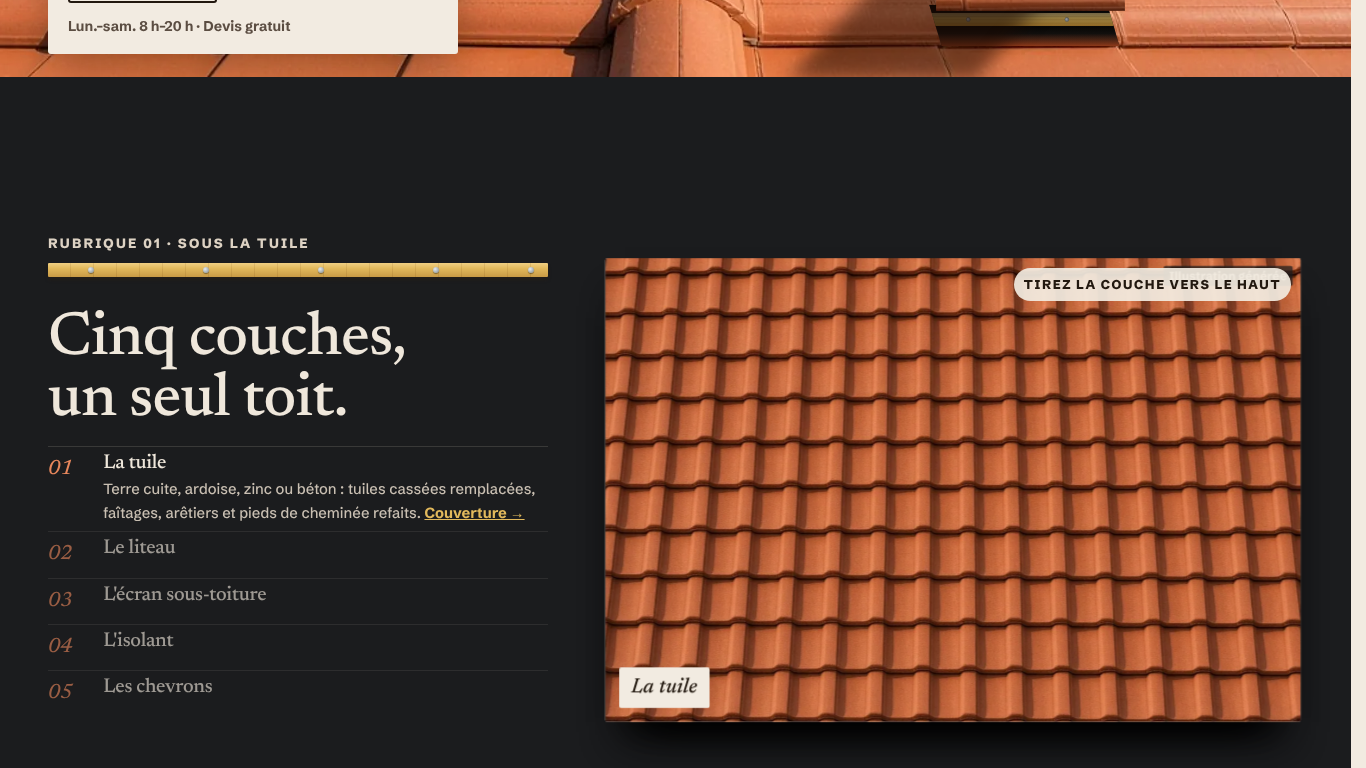 Lun.-sam. 8 h-20 h · Devis gratuit
RUBRIQUE 01 · SOUS LA TUILE
Cinq couches,
un seul toit.
01 La tuile
Terre cuite, ardoise, zinc ou béton : tuiles cassées remplacées,
faîtages, arêtiers et pieds de cheminée refaits. Couverture →
02 Le liteau
03 L'écran sous-toiture
04 L'isolant
05 Les chevrons
TIREZ LA COUCHE VERS LE HAUT
La tuile